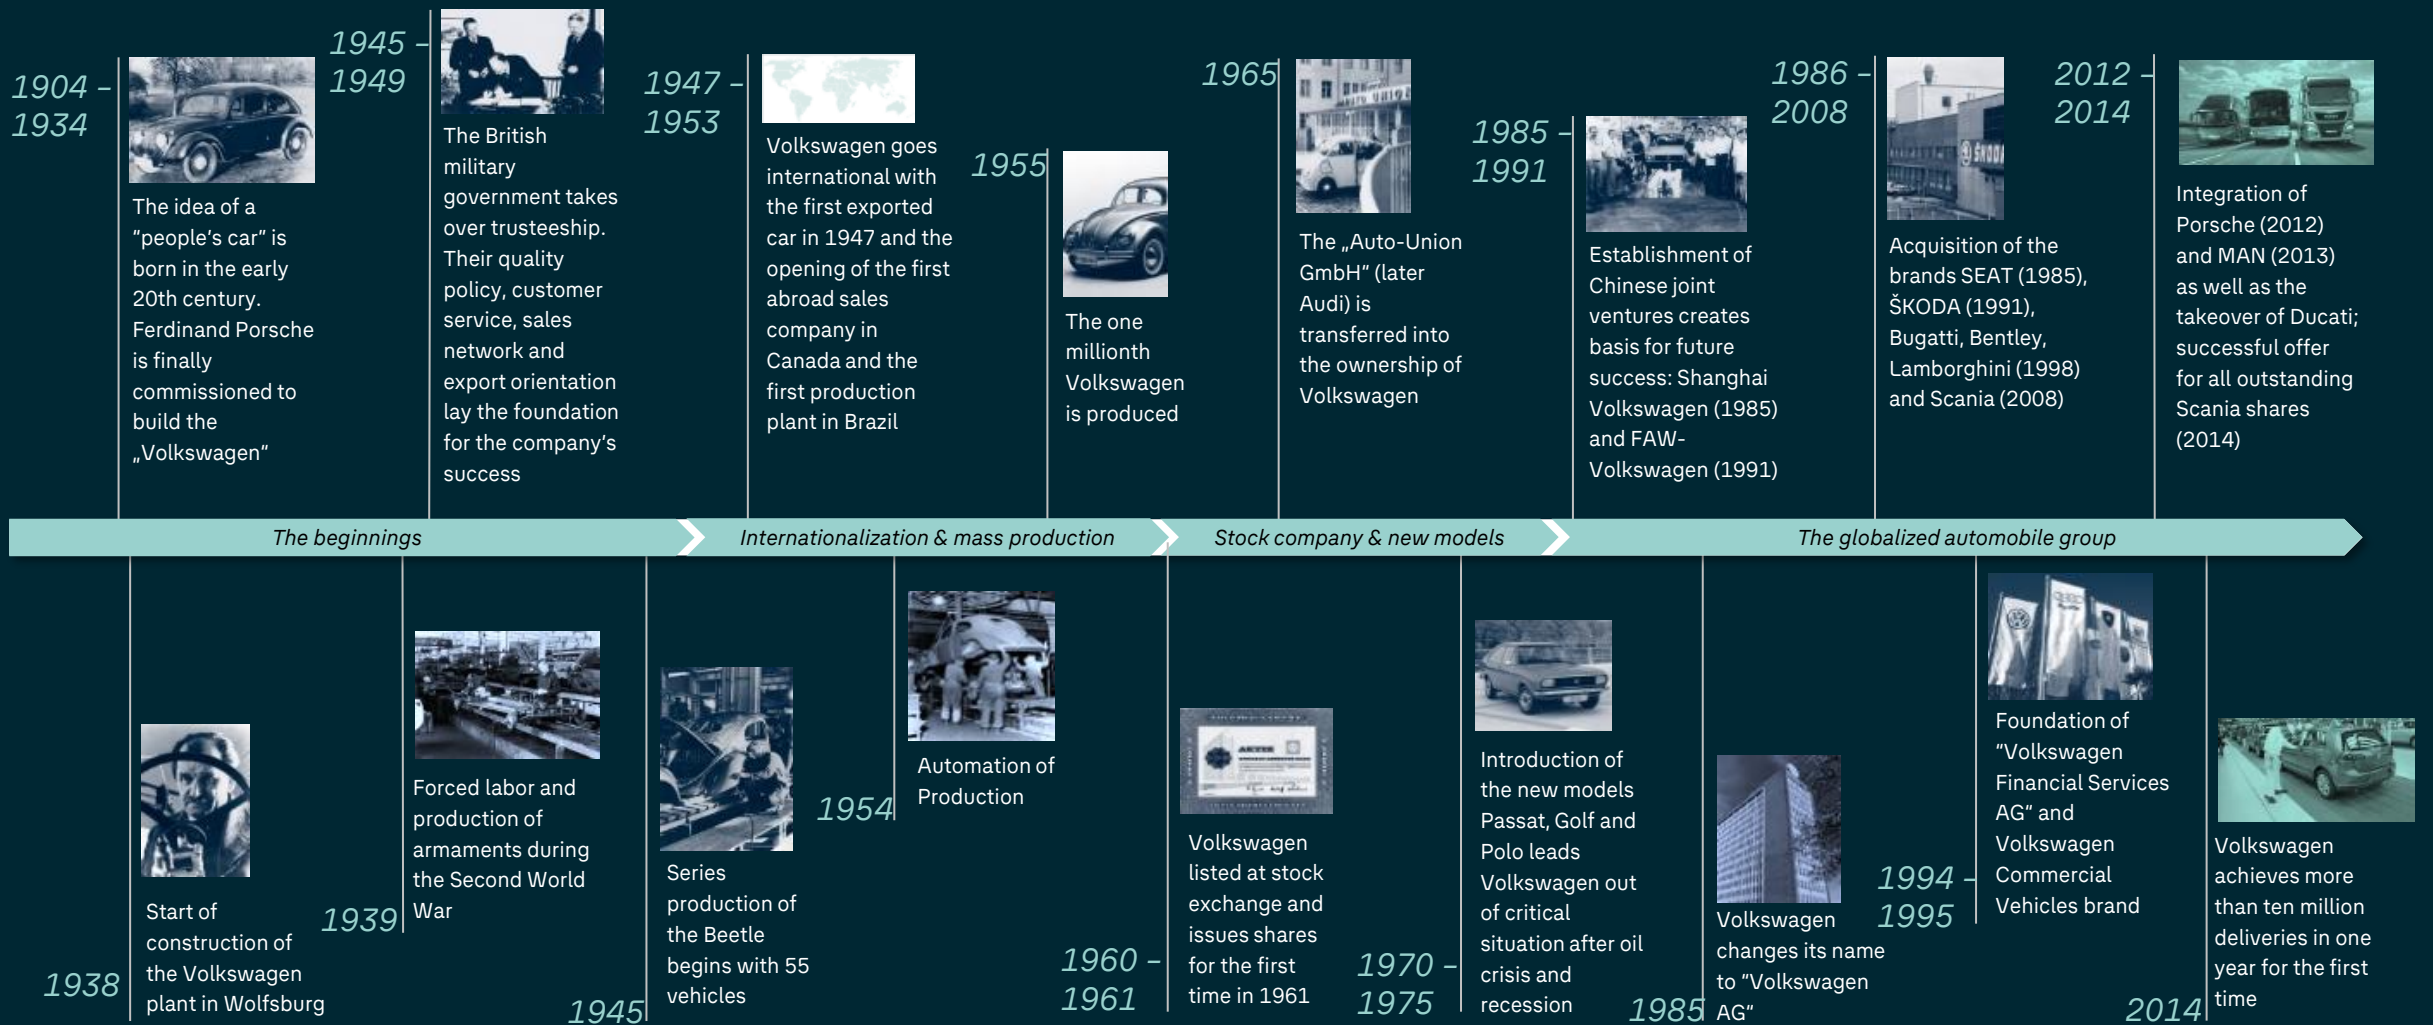 1904 –
1934
The idea of a
“people’s car” is
born in the early
20th century.
Ferdinand Porsche
is finally
commissioned to
build the
„Volkswagen“
1945 –
1949
The British
military
government takes
over trusteeship.
Their quality
policy, customer
service, sales
network and
export orientation
lay the foundation
for the company’s
success
1947 –
1953
Volkswagen goes
international with
the first exported
car in 1947 and the
opening of the first
abroad sales
company in
Canada and the
first production
plant in Brazil
1955
The one
millionth
Volkswagen
is produced
1965
The „Auto-Union
GmbH“ (later
Audi) is
transferred into
the ownership of
Volkswagen
1985 –
1991
Establishment of
Chinese joint
ventures creates
basis for future
success: Shanghai
Volkswagen (1985)
and FAW-
Volkswagen (1991)
1986 –
2008
SKODA
Acquisition of the
brands SEAT (1985),
ŠKODA (1991),
Bugatti, Bentley,
Lamborghini (1998)
and Scania (2008)
2012 –
2014
Integration of
Porsche (2012)
and MAN (2013)
as well as the
takeover of Ducati;
successful offer
for all outstanding
Scania shares
(2014)
The beginnings
Internationalization & mass production
Stock company & new models
The globalized automobile group
1938
Start of
construction of
the Volkswagen
plant in Wolfsburg
1939
Forced labor and
production of
armaments during
the Second World
War
1945
Series
production of
the Beetle
begins with 55
vehicles
1954
Automation of
Production
1960 –
1961
AKTIE
Volkswagen
listed at stock
exchange and
issues shares
for the first
time in 1961
1970 –
1975
Introduction of
the new models
Passat, Golf and
Polo leads
Volkswagen out
of critical
situation after oil
crisis and
recession
1985
Volkswagen
changes its name
to “Volkswagen
AG“
1994 –
1995
Foundation of
“Volkswagen
Financial Services
AG“ and
Volkswagen
Commercial
Vehicles brand
2014
Volkswagen
achieves more
than ten million
deliveries in one
year for the first
time